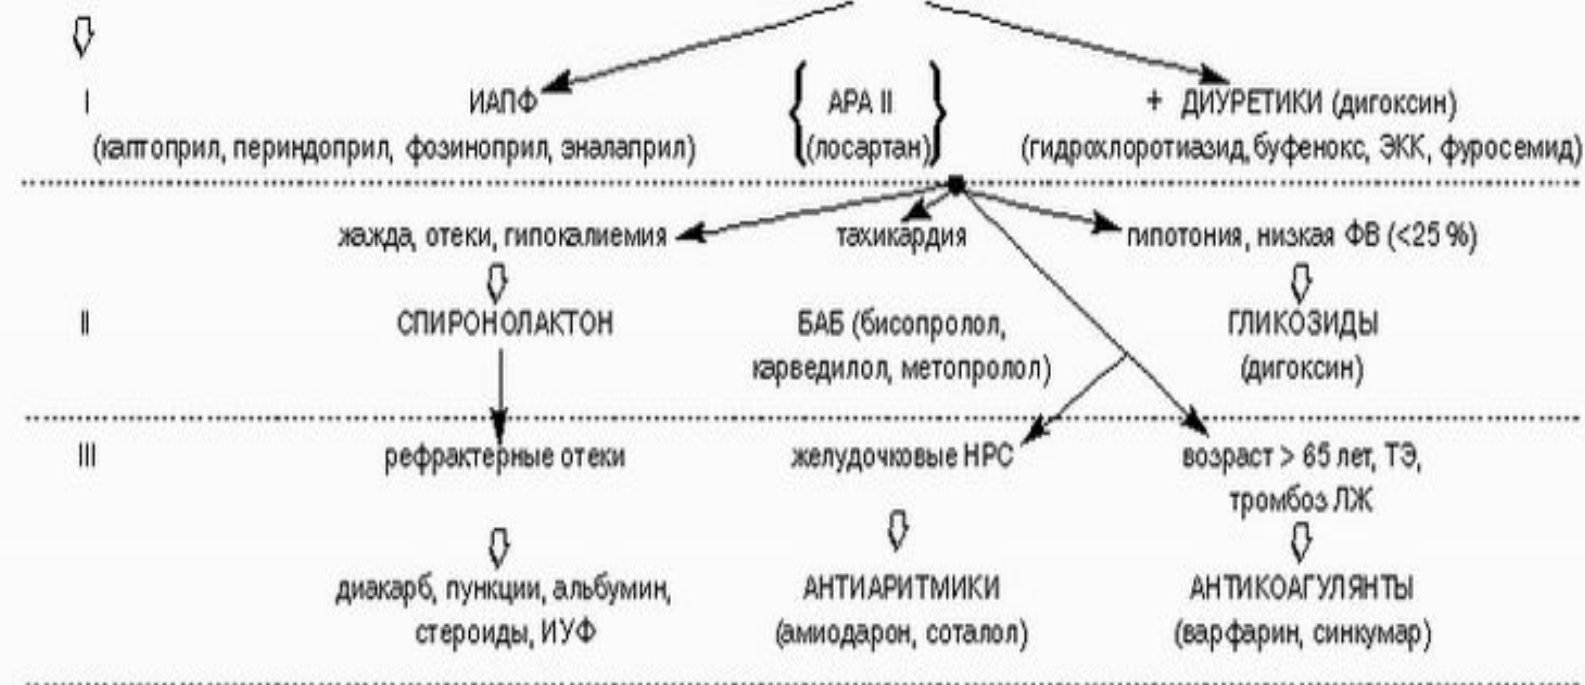 I ИАПФ АРА II + ДИУРЕТИКИ (дигоксин)
(каптоприл, периндоприл, фозиноприл, эналаприл) (лосартан) (гидрохлоротиазид, буфенокс, ЭКК, фуросемид)
жажда, отеки, гипокалиемия тахикардия гипотония, низкая ФВ (<25 %)
II СПИРОНОЛАКТОН БАБ (бисопролол, ГЛИКОЗИДЫ
карведилол, метопролол) (дигоксин)
III рефрактерные отеки желудочковые НРС возраст > 65 лет, ТЭ,
тромбоз ЛЖ
диакарб, пункции, альбумин, АНТИАРИТМИКИ АНТИКОАГУЛЯНТЫ
стероиды, ИУФ (амиодарон, соталол) (варфарин, синкумар)